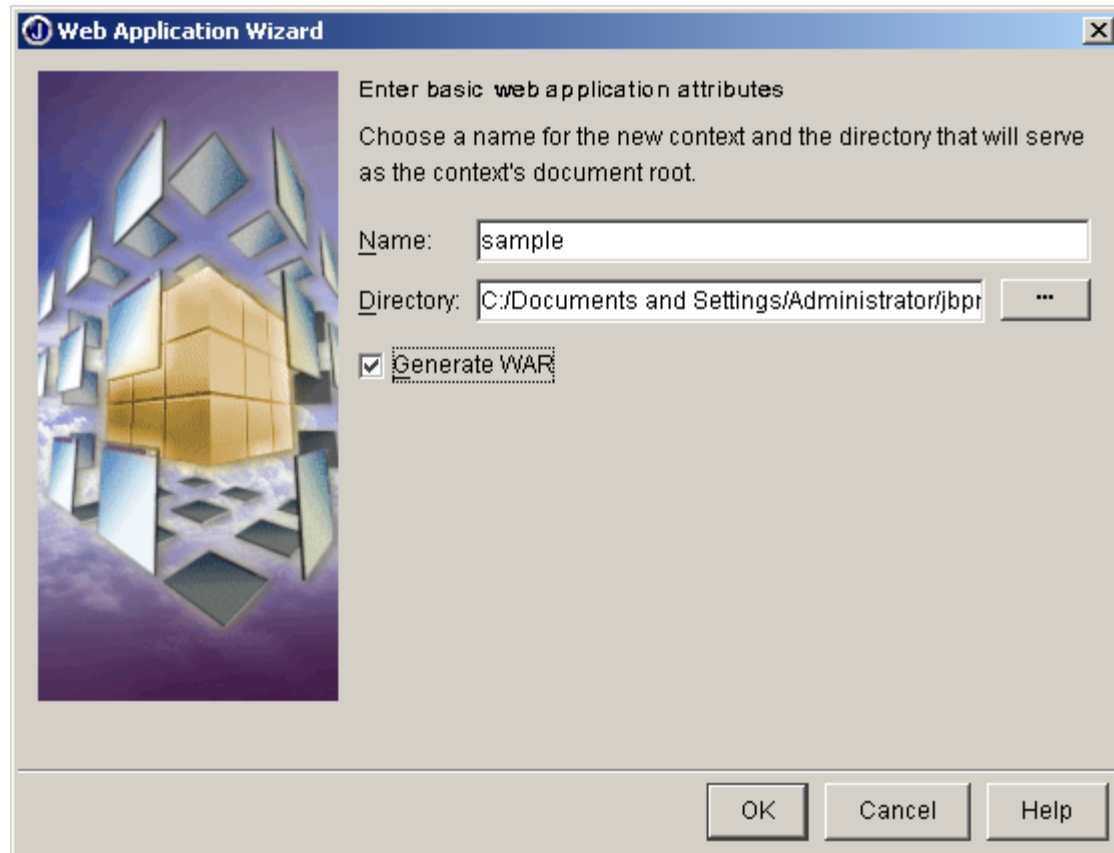 Web Application Wizard
Enter basic web application attributes
Choose a name for the new context and the directory that will serve
as the context's document root.
Name: sample
Directory: C:/Documents and Settings/Administrator/jbpr ...
Generate WAR
OK Cancel Help